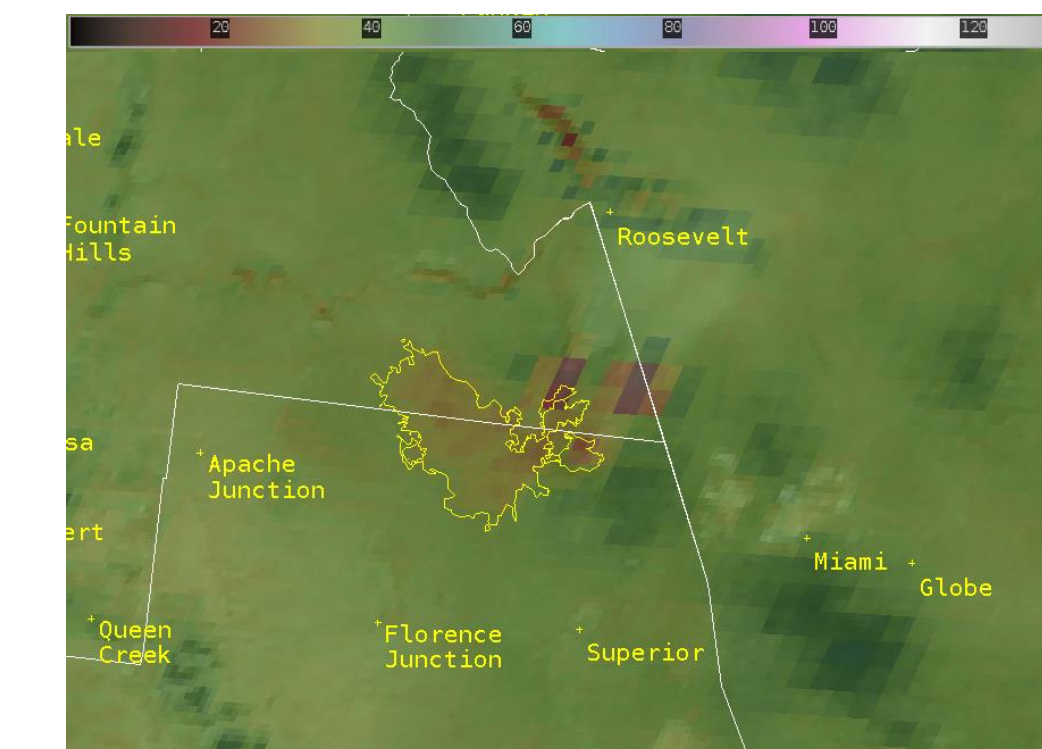 20 40 60 80 100 120
ale
Fountain
Hills
Roosevelt
sa
Apache
Junction
ert
Miami
Globe
Queen
Creek
Florence
Junction
Superior